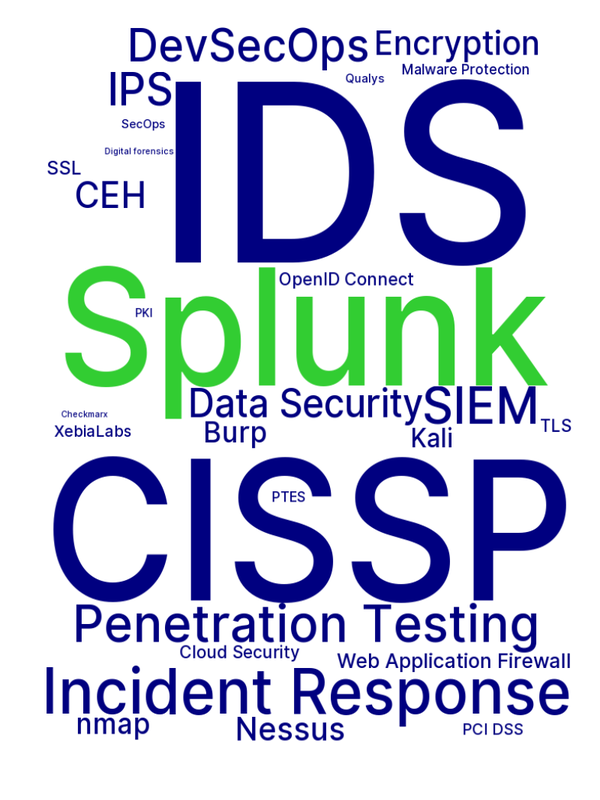 DevSecOps
Encryption
Malware Protection
Qualys
IPS
IDS
SecOps
Digital forensics
SSL
CEH
OpenID Connect
Splunk
PKI
Data Security
SIEM
Checkmarx
XebiaLabs
Burp
Kali
TLS
CISSP
PTES
Penetration Testing
Cloud Security
Web Application Firewall
Incident Response
nmap
Nessus
PCI DSS